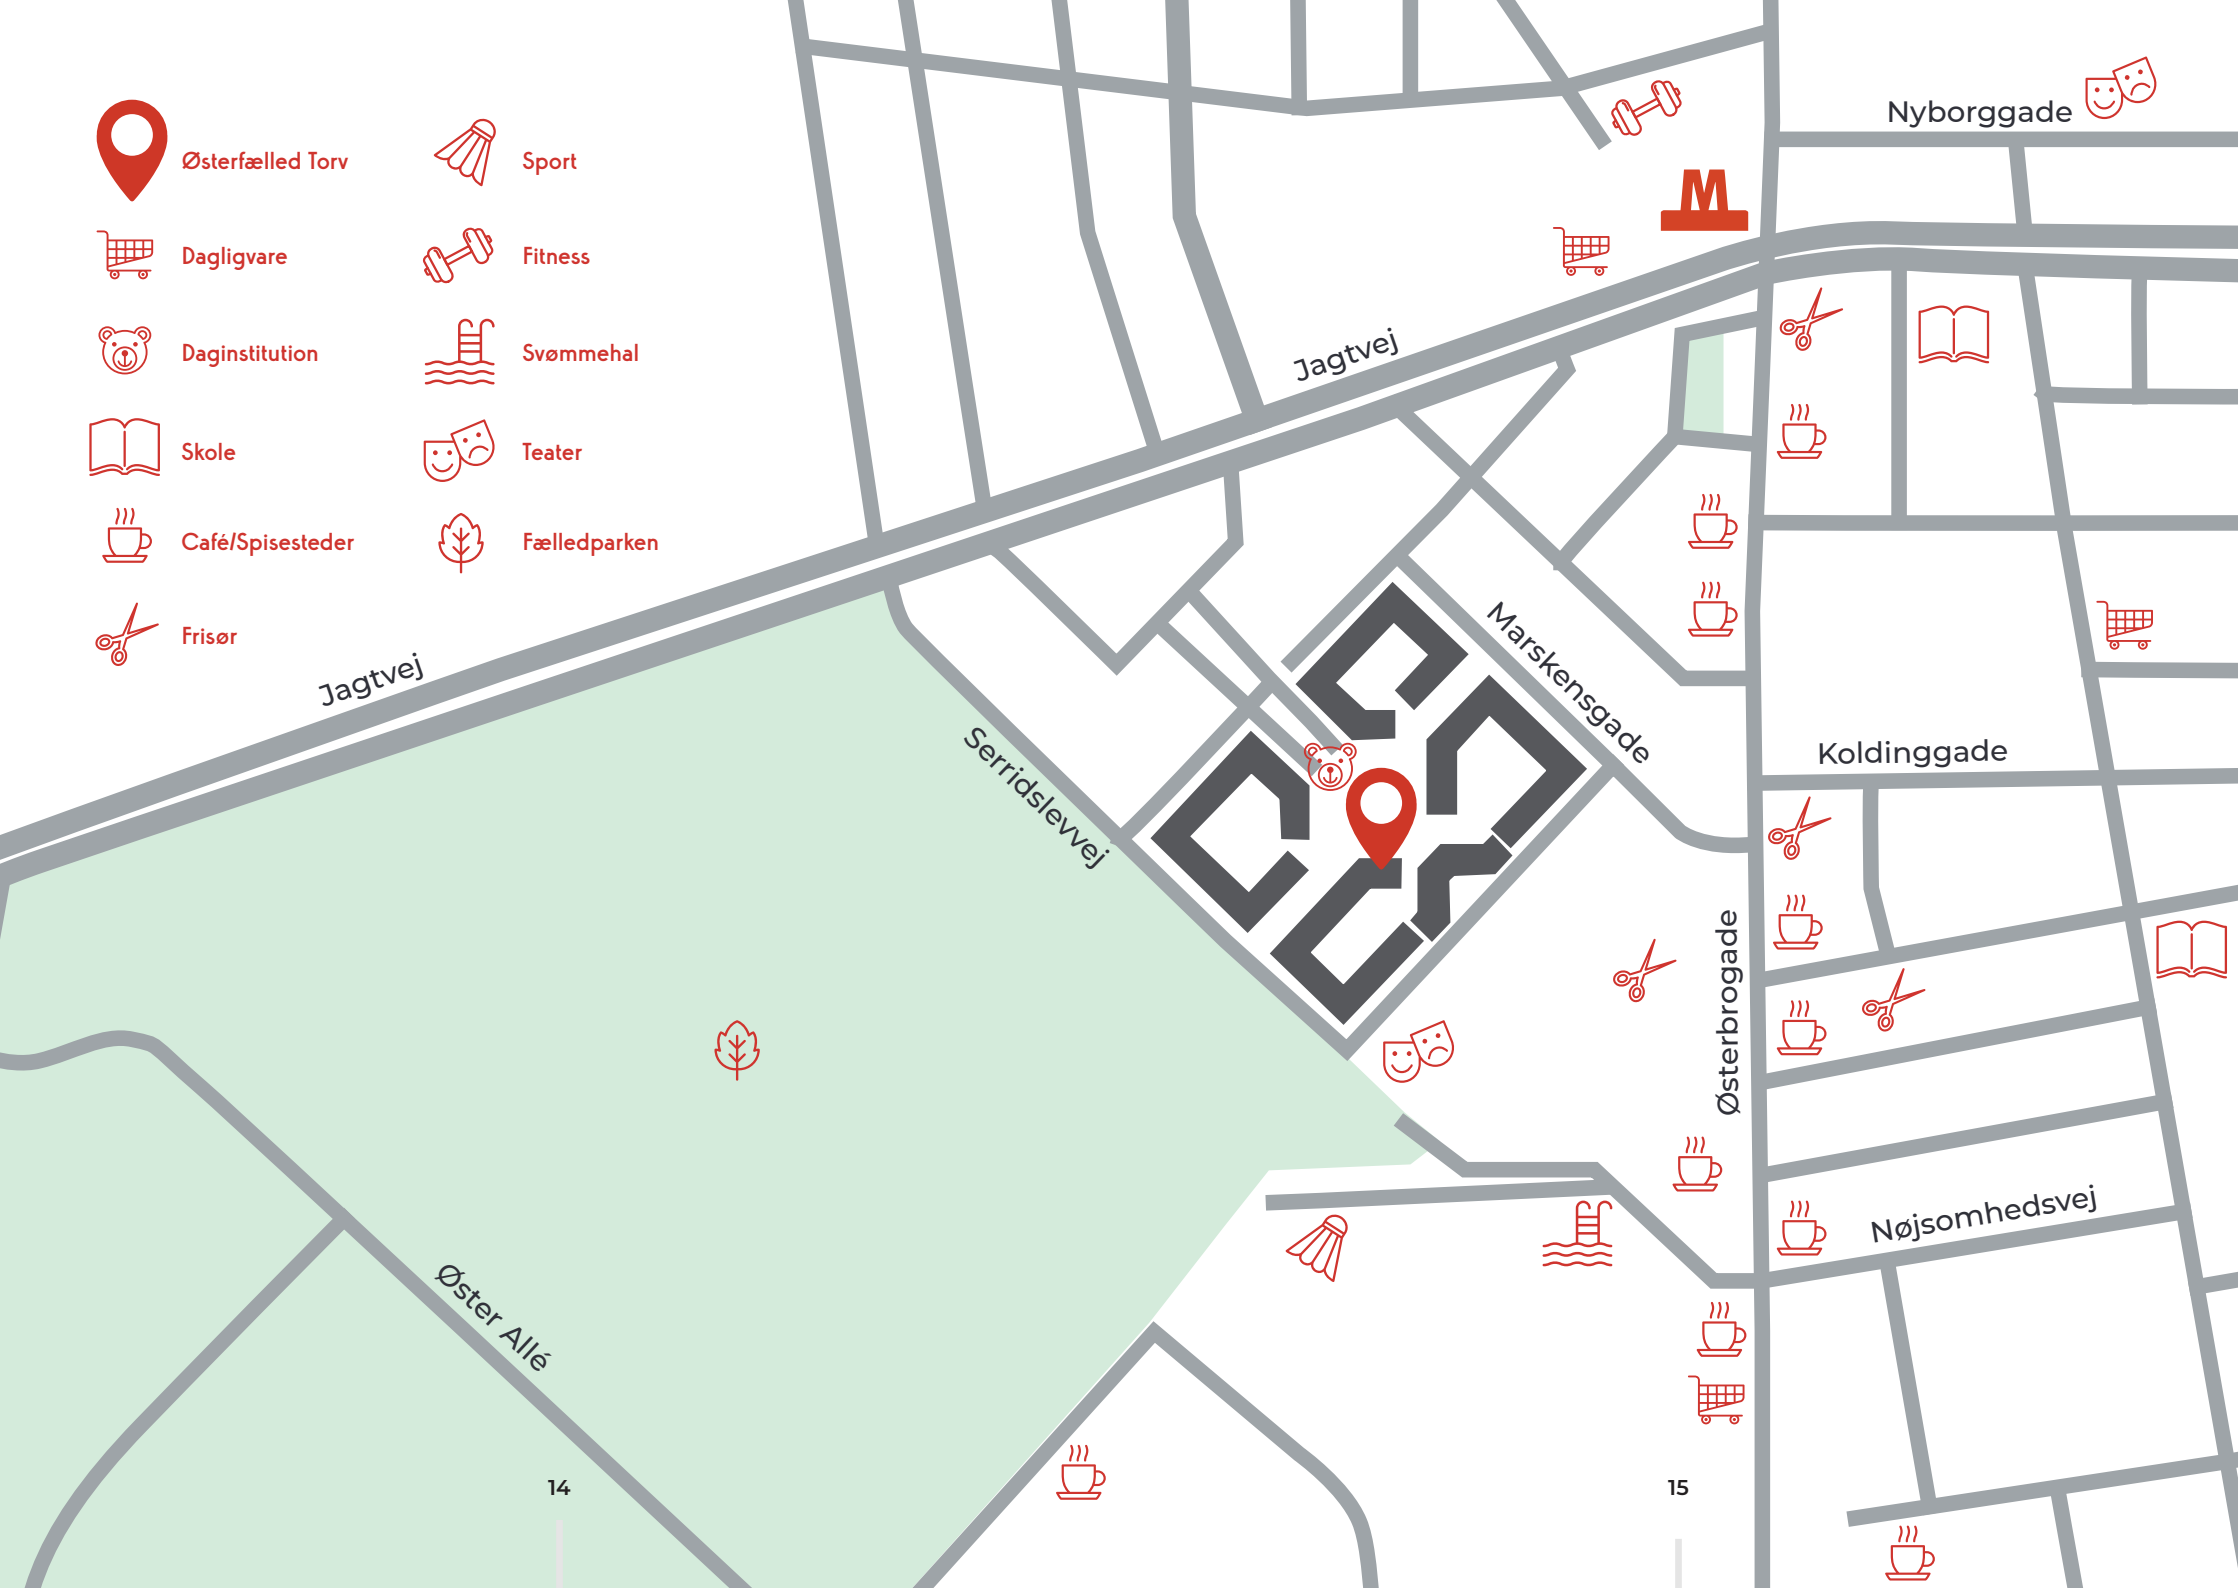 Østerfælled Torv
Dagligvare
Daginstitution
Skole
Café/Spisesteder
Frisør
Sport
Fitness
Svømmehal
Teater
Fælledparken
Nyborggade
M
Jagtvej
Jagtvej
Marskensgade
Serridslevvej
Koldinggade
Østerbrogade
Nøjsomhedsvej
Øster Allé
14
15